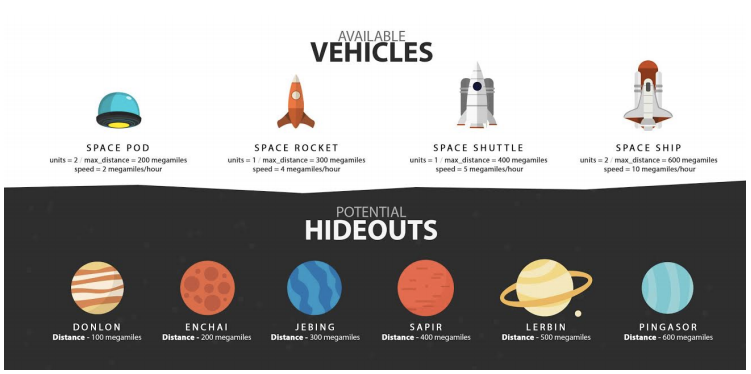 AVAILABLE
VEHICLES
SPACE POD
units = 2 / max_distance = 200 megamiles
speed = 2 megamiles/hour
SPACE ROCKET
units = 1 / max_distance = 300 megamiles
speed = 4 megamiles/hour
SPACE SHUTTLE
units = 1 / max_distance = 400 megamiles
speed = 5 megamiles/hour
SPACE SHIP
units = 2 / max_distance = 600 megamiles
speed = 10 megamiles/hour
POTENTIAL
HIDEOUTS
DONLON
Distance - 100 megamiles
ENCHAI
Distance - 200 megamiles
JEBING
Distance - 300 megamiles
SAPIR
Distance - 400 megamiles
LERBIN
Distance - 500 megamiles
PINGASOR
Distance - 600 megamiles